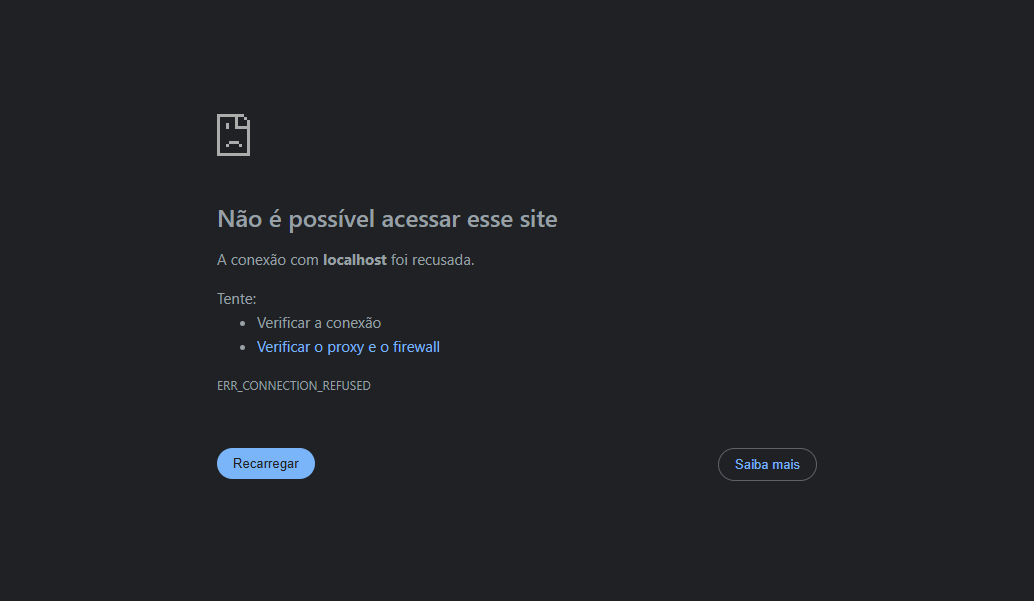 Não é possível acessar esse site
A conexão com localhost foi recusada.
Tente:
• Verificar a conexão
• Verificar o proxy e o firewall
ERR_CONNECTION_REFUSED
Recarregar
Saiba mais